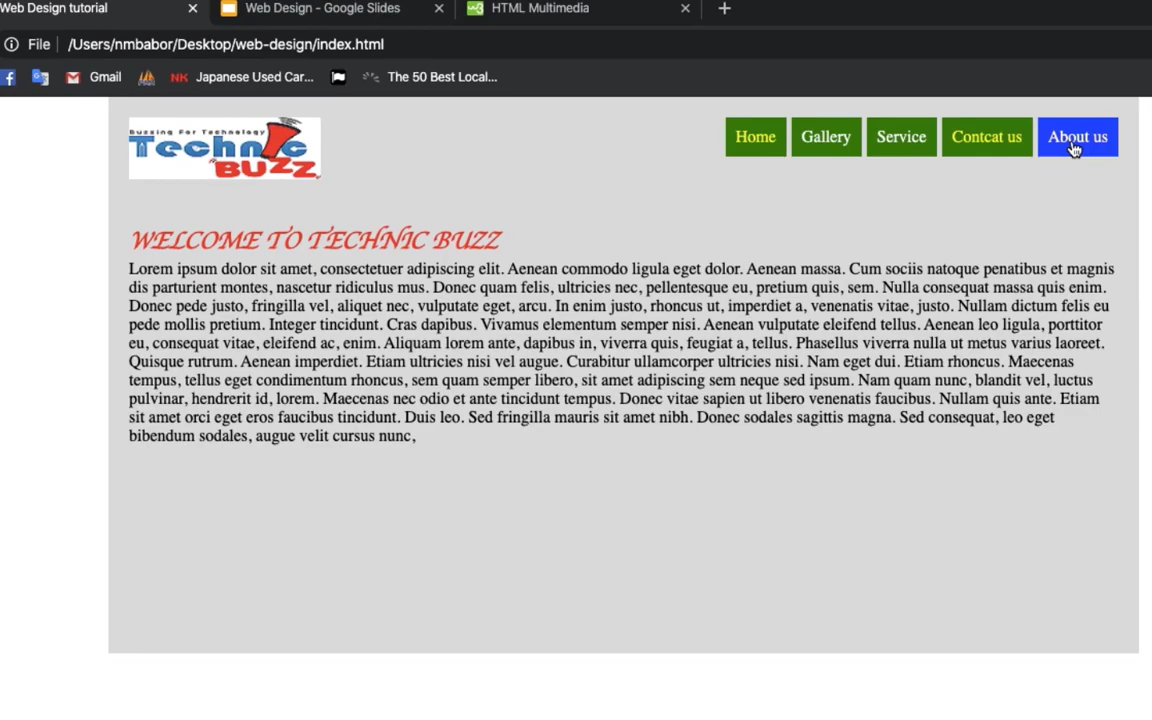 Web Design tutorial
Web Design - Google Slides
HTML Multimedia
File
/Users/nmbabor/Desktop/web-design/index.html
Gmail
NK
Japanese Used Car...
The 50 Best Local...
Buzzing For Technology
Technic
BUZZ
Home
Gallery
Service
Contcat us
About us
WELCOME TO TECHNIC BUZZ
Lorem ipsum dolor sit amet, consectetuer adipiscing elit. Aenean commodo ligula eget dolor. Aenean massa. Cum sociis natoque penatibus et magnis
dis parturient montes, nascetur ridiculus mus. Donec quam felis, ultricies nec, pellentesque eu, pretium quis, sem. Nulla consequat massa quis enim.
Donec pede justo, fringilla vel, aliquet nec, vulputate eget, arcu. In enim justo, rhoncus ut, imperdiet a, venenatis vitae, justo. Nullam dictum felis eu
pede mollis pretium. Integer tincidunt. Cras dapibus. Vivamus elementum semper nisi. Aenean vulputate eleifend tellus. Aenean leo ligula, porttitor
eu, consequat vitae, eleifend ac, enim. Aliquam lorem ante, dapibus in, viverra quis, feugiat a, tellus. Phasellus viverra nulla ut metus varius laoreet.
Quisque rutrum. Aenean imperdiet. Etiam ultricies nisi vel augue. Curabitur ullamcorper ultricies nisi. Nam eget dui. Etiam rhoncus. Maecenas
tempus, tellus eget condimentum rhoncus, sem quam semper libero, sit amet adipiscing sem neque sed ipsum. Nam quam nunc, blandit vel, luctus
pulvinar, hendrerit id, lorem. Maecenas nec odio et ante tincidunt tempus. Donec vitae sapien ut libero venenatis faucibus. Nullam quis ante. Etiam
sit amet orci eget eros faucibus tincidunt. Duis leo. Sed fringilla mauris sit amet nibh. Donec sodales sagittis magna. Sed consequat, leo eget
bibendum sodales, augue velit cursus nunc,